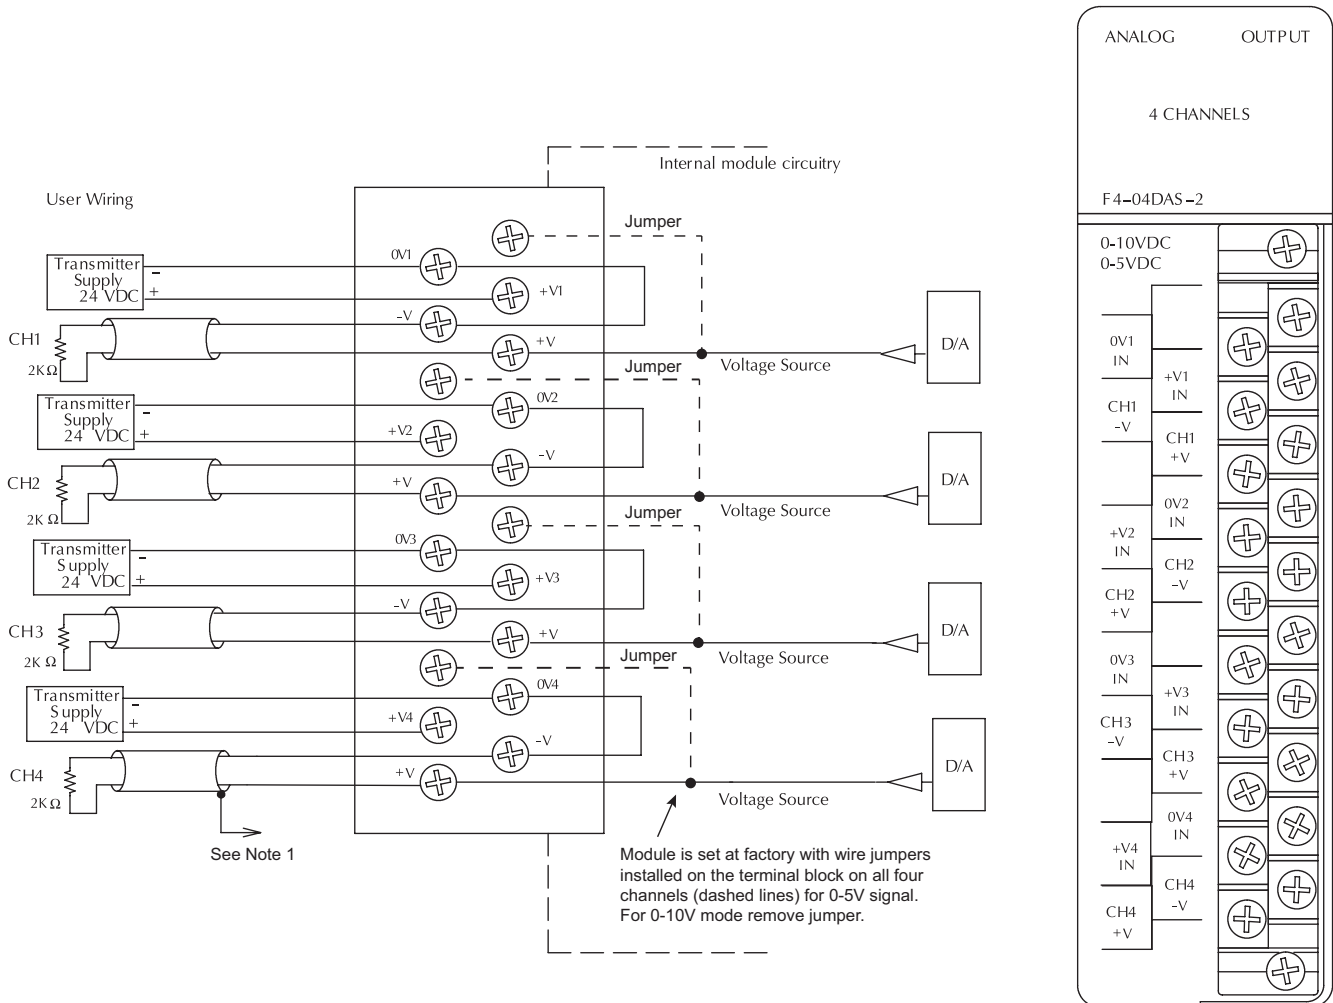 ANALOG OUTPUT
4 CHANNELS
F4-04DAS-2
0-10VDC
0-5VDC
0V1
IN
+V1
IN
CH1
-V
CH1
+V
0V2
IN
+V2
IN
CH2
-V
CH2
+V
0V3
IN
+V3
IN
CH3
-V
CH3
+V
0V4
IN
+V4
IN
CH4
-V
CH4
+V
Internal module circuitry
User Wiring
Jumper
Transmitter
Supply
24 VDC
-
+
0V1
+V1
-V
+V
CH1
2KΩ
Voltage Source
D/A
Jumper
Transmitter
Supply
24 VDC
-
+
0V2
+V2
-V
+V
CH2
2KΩ
Voltage Source
D/A
Jumper
Transmitter
Supply
24 VDC
-
+
0V3
+V3
-V
+V
CH3
2KΩ
Voltage Source
D/A
Jumper
Transmitter
Supply
24 VDC
-
+
0V4
+V4
-V
+V
CH4
2KΩ
Voltage Source
D/A
See Note 1
Module is set at factory with wire jumpers
installed on the terminal block on all four
channels (dashed lines) for 0-5V signal.
For 0-10V mode remove jumper.